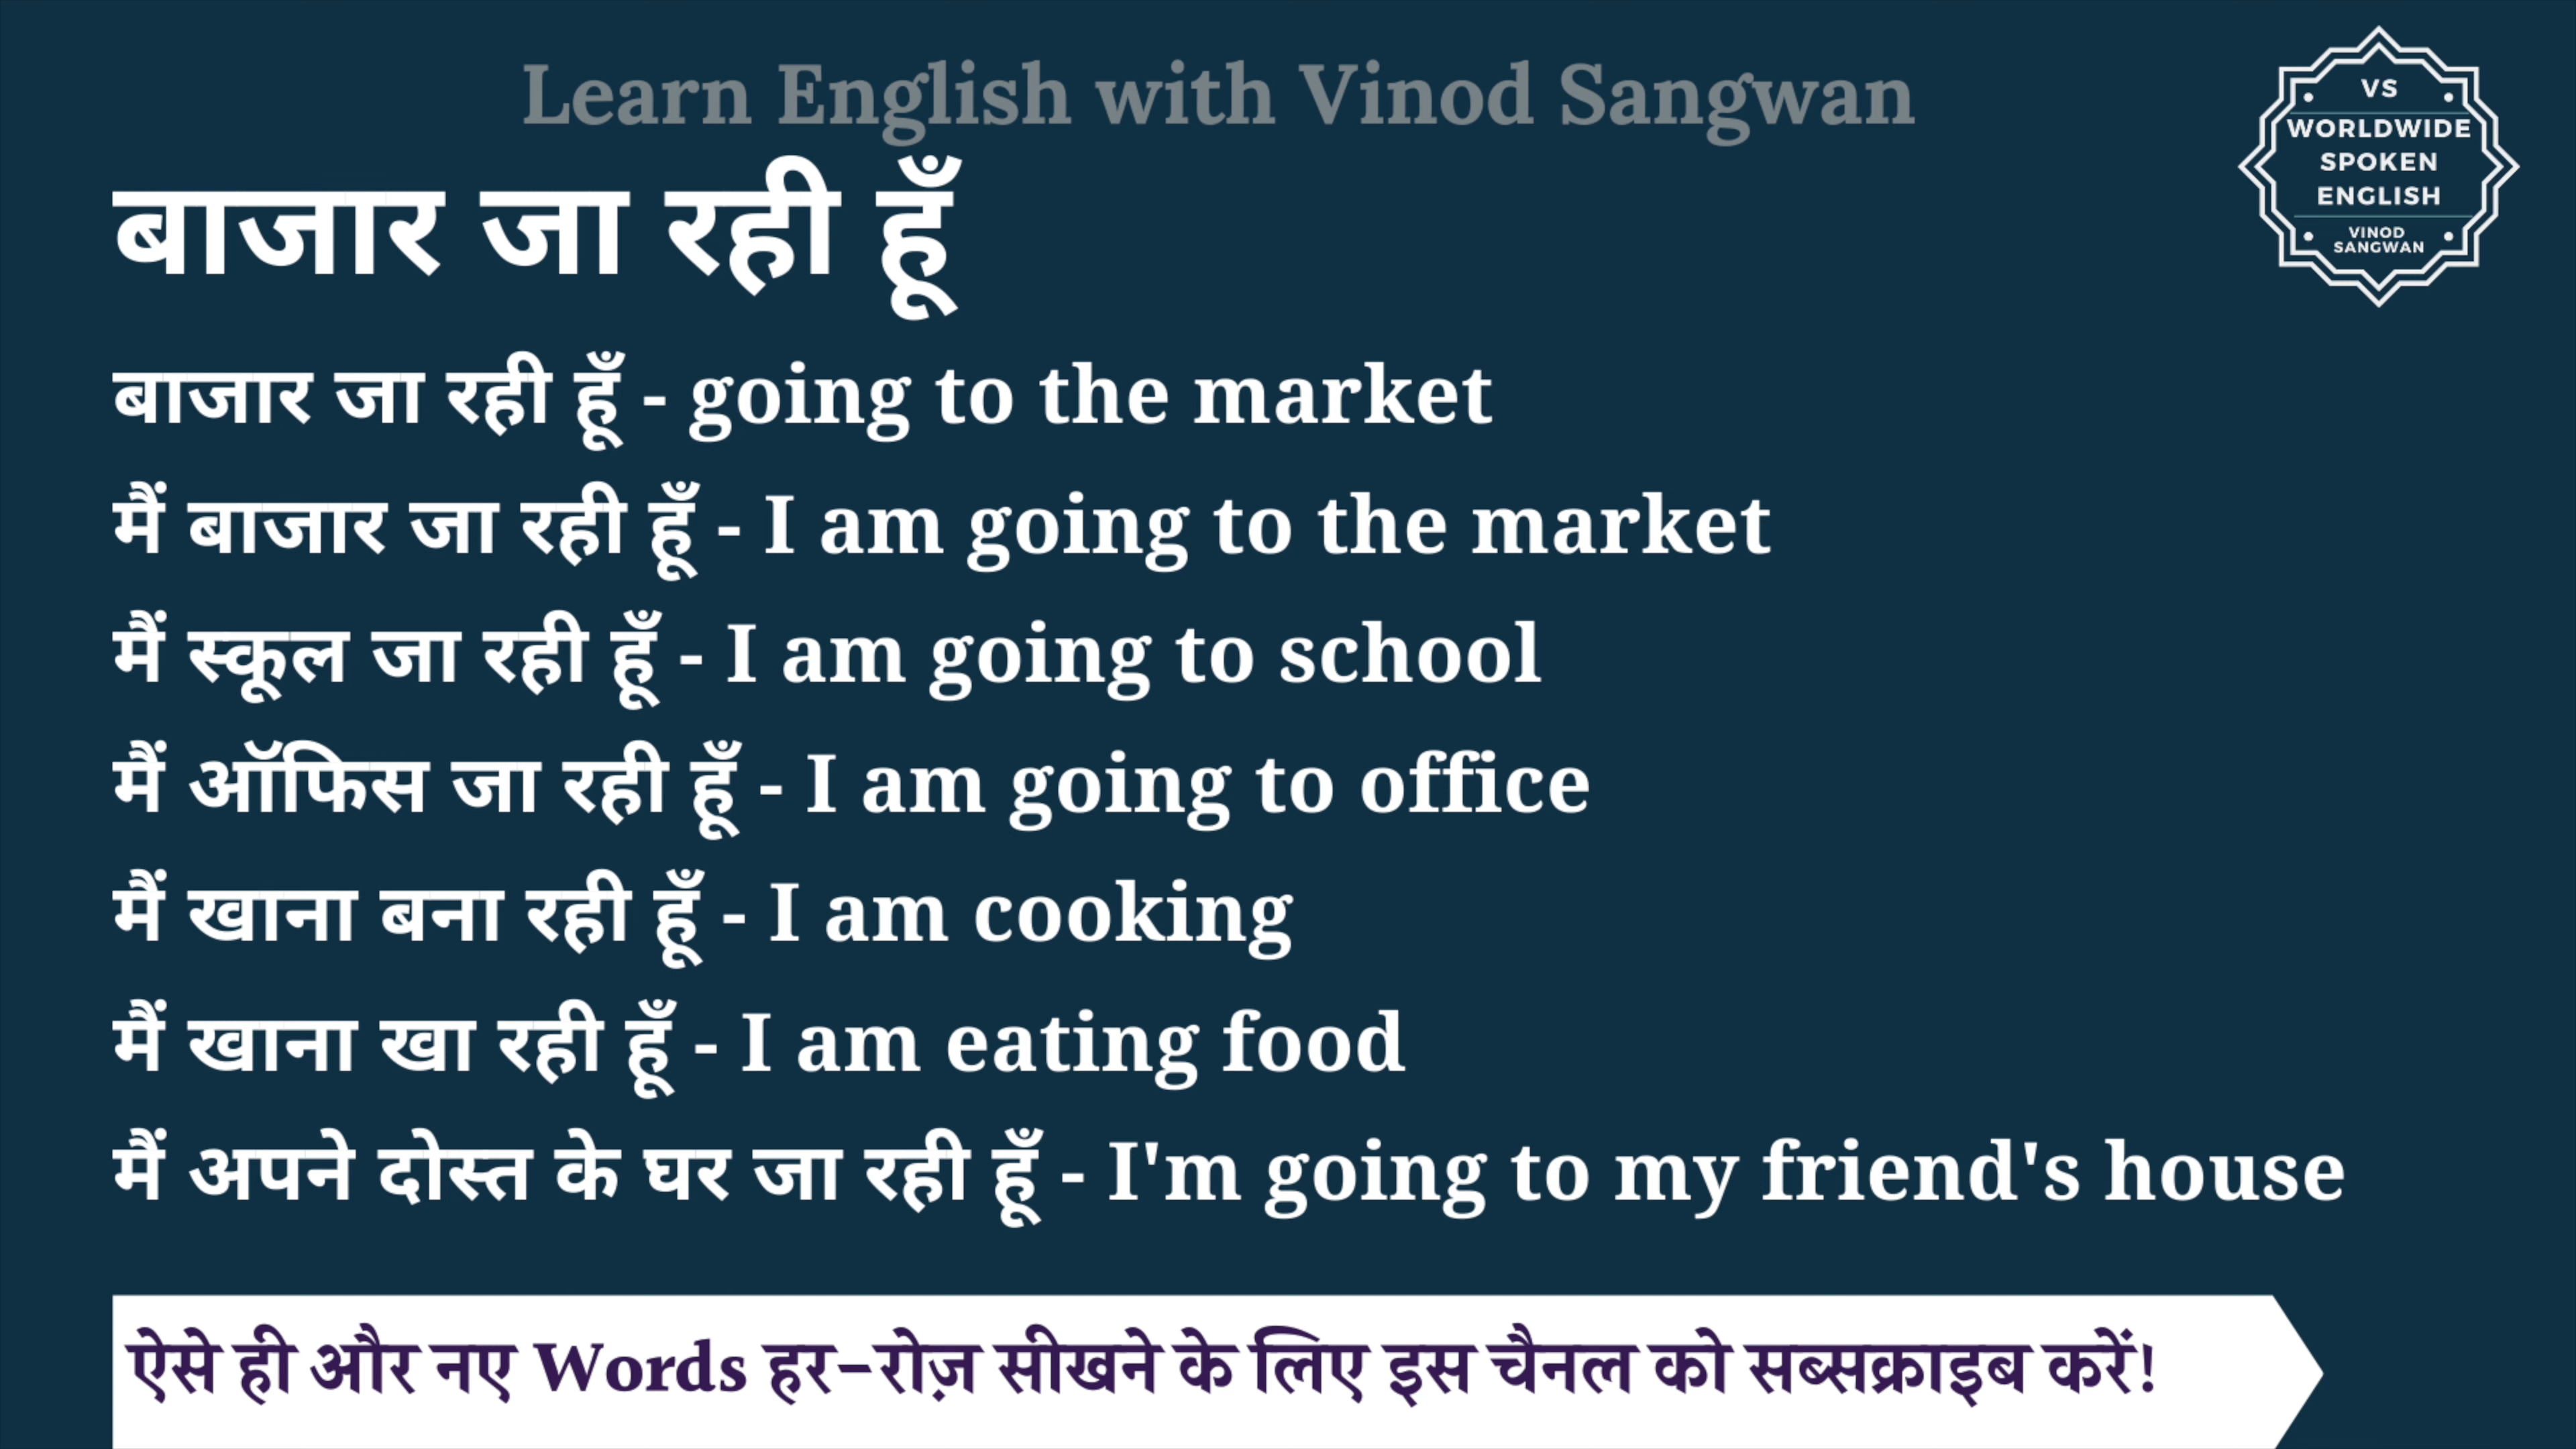 Learn English with Vinod Sangwan
VS
WORLDWIDE
SPOKEN
ENGLISH
VINOD
SANGWAN
बाजार जा रही हूँ
बाजार जा रही हूँ - going to the market
मैं बाजार जा रही हूँ - I am going to the market
मैं स्कूल जा रही हूँ - I am going to school
मैं ऑफिस जा रही हूँ - I am going to office
मैं खाना बना रही हूँ - I am cooking
मैं खाना खा रही हूँ - I am eating food
मैं अपने दोस्त के घर जा रही हूँ - I'm going to my friend's house
ऐसे ही और नए Words हर-रोज़ सीखने के लिए इस चैनल को सब्सक्राइब करें!